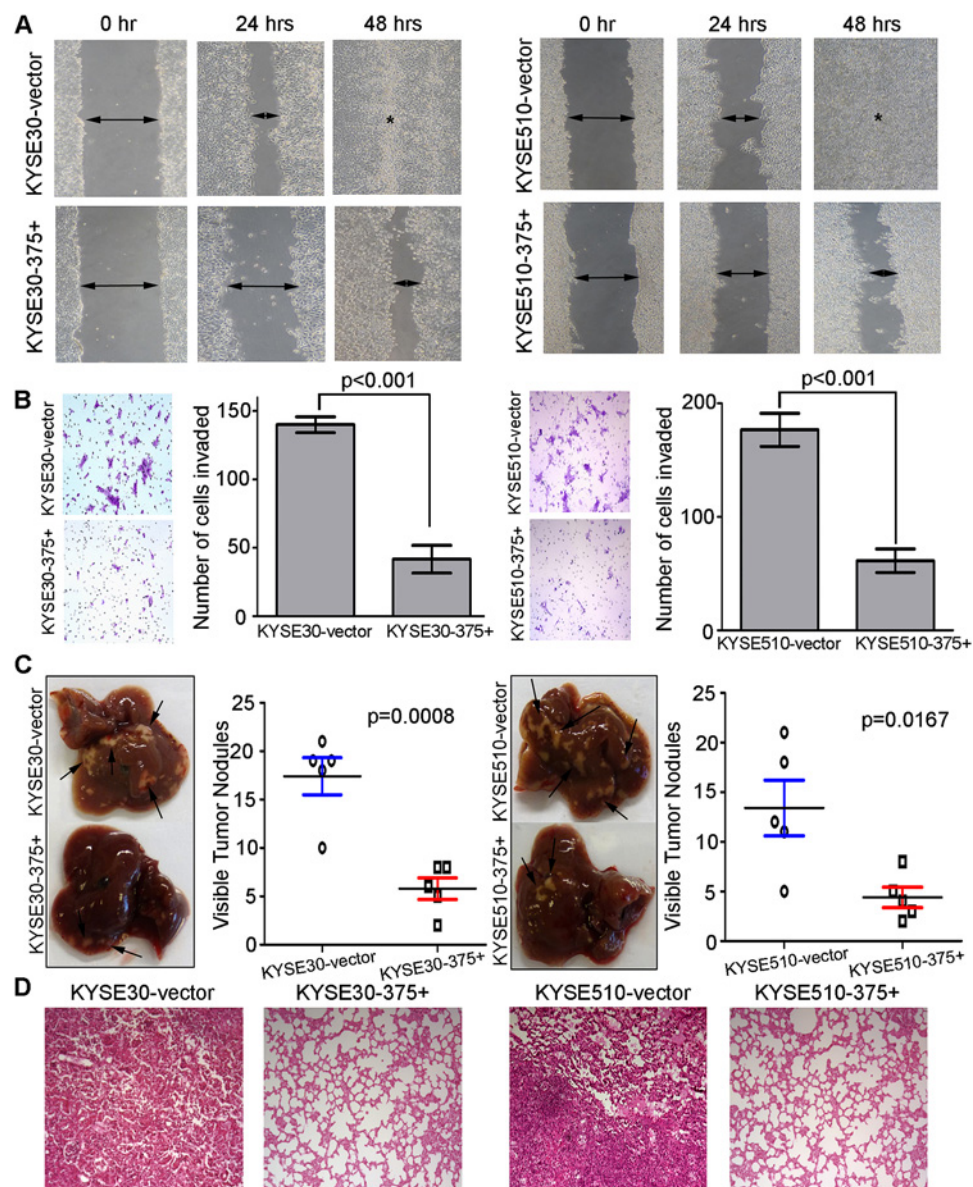 A
0 hr 24 hrs 48 hrs 0 hr 24 hrs 48 hrs
KYSE30-vector
*
KYSE510-vector
*
KYSE30-375+
KYSE510-375+
B
KYSE30-vector
KYSE30-375+
Number of cells invaded
150
100
50
0
p<0.001
KYSE30-vector KYSE30-375+
KYSE510-vector
KYSE510-375+
Number of cells invaded
200
100
0
p<0.001
KYSE510-vector KYSE510-375+
C
KYSE30-vector
KYSE30-375+
Visible Tumor Nodules
25
20
15
10
5
0
p=0.0008
KYSE30-vector KYSE30-375+
KYSE510-vector
KYSE510-375+
Visible Tumor Nodules
25
20
15
10
5
0
p=0.0167
KYSE510-vector KYSE510-375+
D
KYSE30-vector KYSE30-375+ KYSE510-vector KYSE510-375+